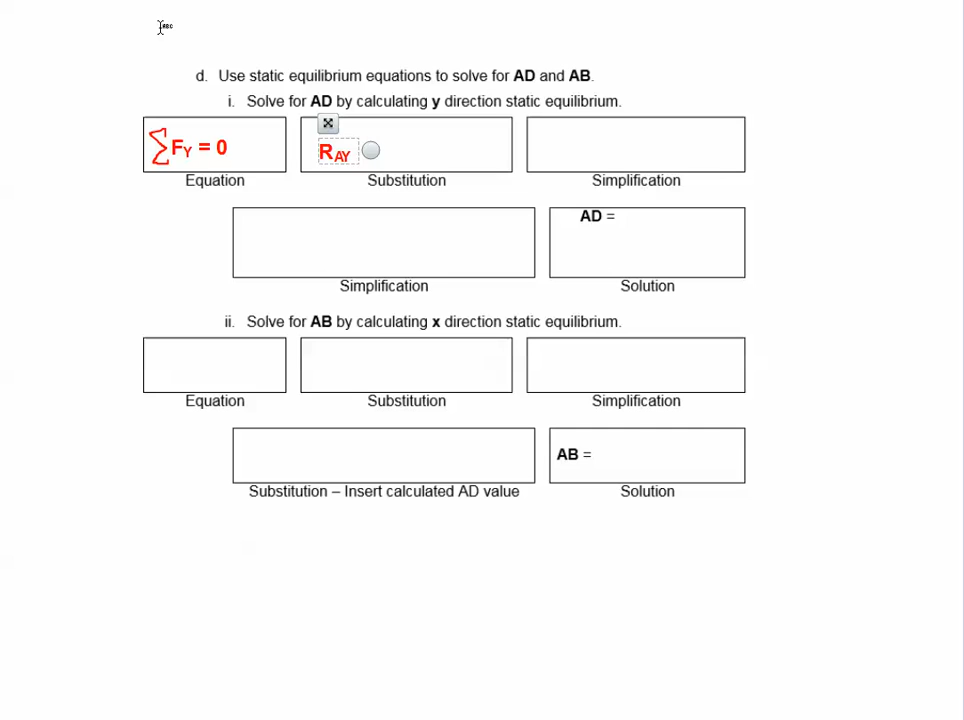 ABC
d. Use static equilibrium equations to solve for AD and AB.
i. Solve for AD by calculating y direction static equilibrium.
∑FY = 0
RAY
Equation
Substitution
Simplification
AD =
Simplification
Solution
ii. Solve for AB by calculating x direction static equilibrium.
Equation
Substitution
Simplification
AB =
Substitution – Insert calculated AD value
Solution